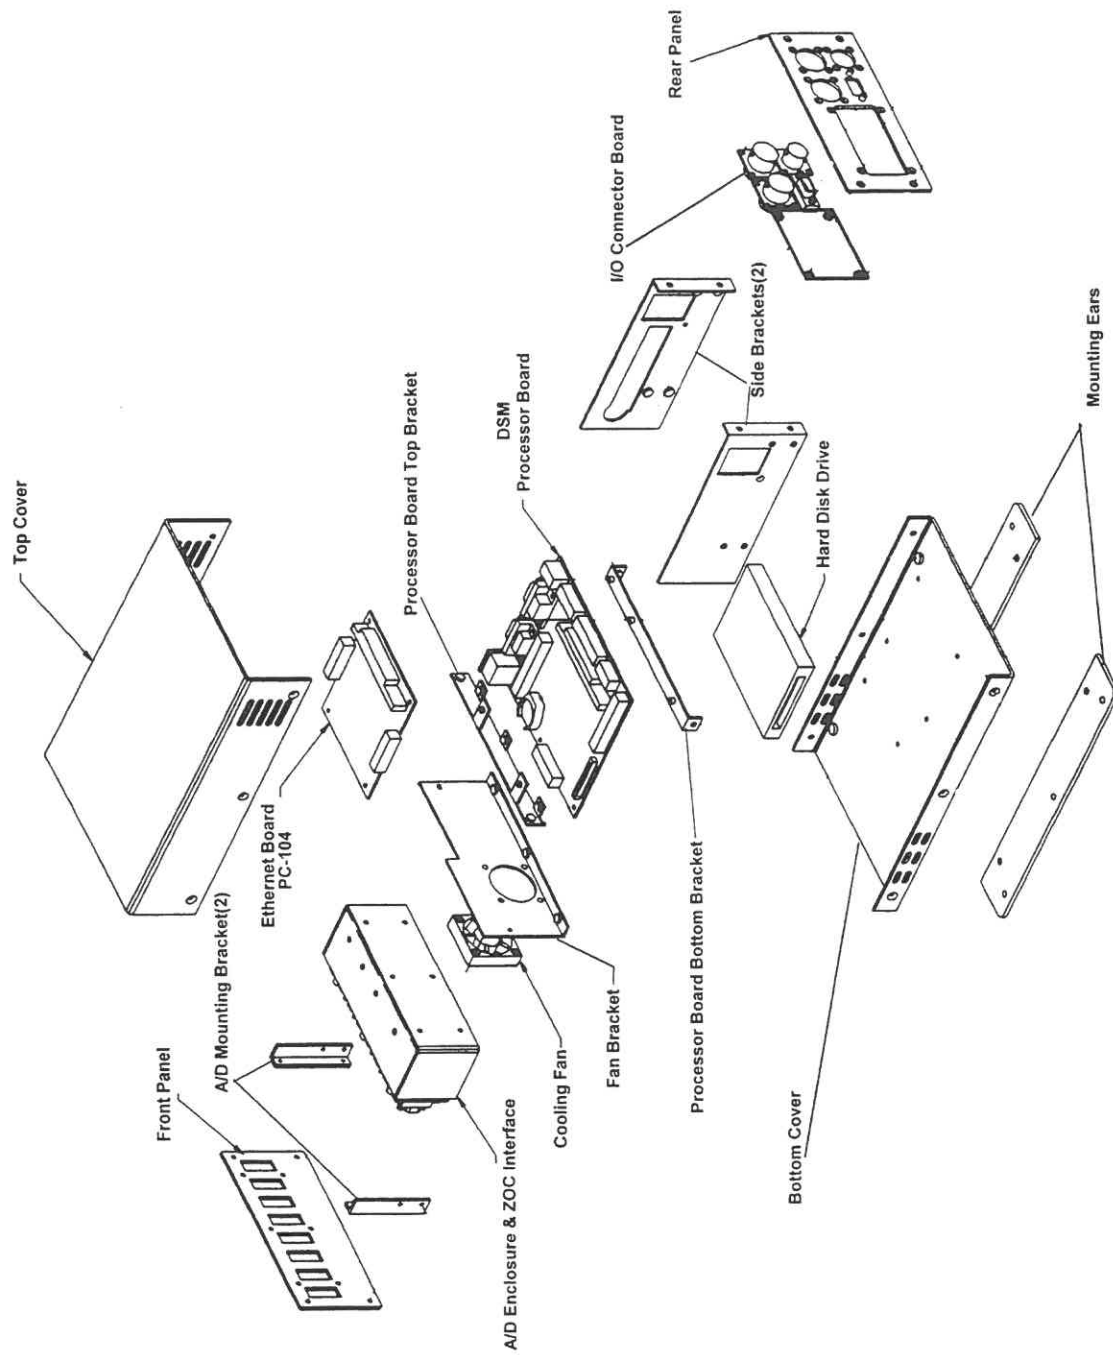 Top Cover
Ethernet Board
PC-104
A/D Mounting Bracket(2)
Front Panel
Processor Board Top Bracket
DSM
Processor Board
I/O Connector Board
Rear Panel
Side Brackets(2)
Hard Disk Drive
Mounting Ears
A/D Enclosure & ZOC Interface
Cooling Fan
Fan Bracket
Processor Board Bottom Bracket
Bottom Cover